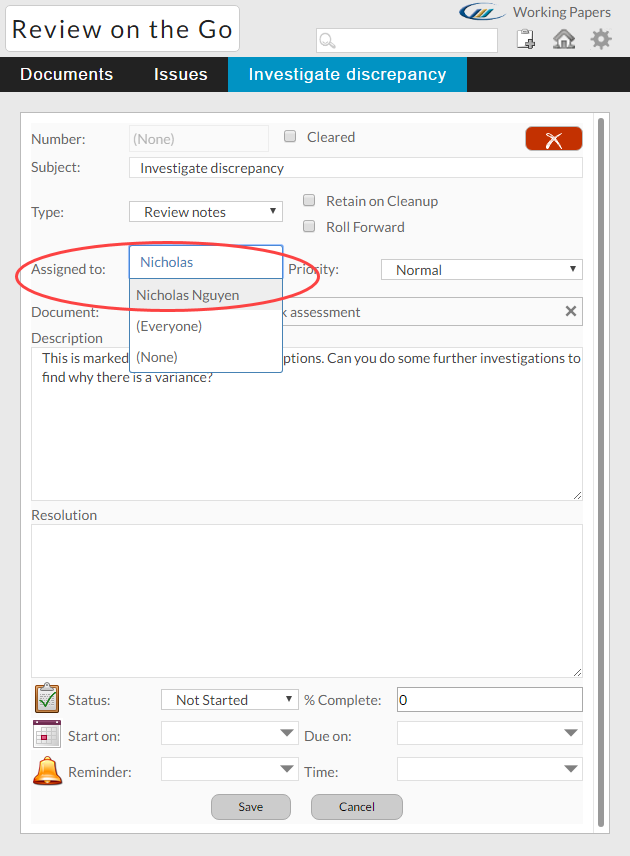 Review on the Go
Working Papers
Documents Issues Investigate discrepancy
Number: (None) Cleared
Subject: Investigate discrepancy
Type: Review notes Retain on Cleanup
Roll Forward
Assigned to: Nicholas Priority: Normal
Nicholas Nguyen
Document: assessment
(Everyone)
Description
(None)
This is marked ptions. Can you do some further investigations to
find why there is a variance?
Resolution
Status: Not Started % Complete: 0
Start on: Due on:
Reminder: Time:
Save Cancel